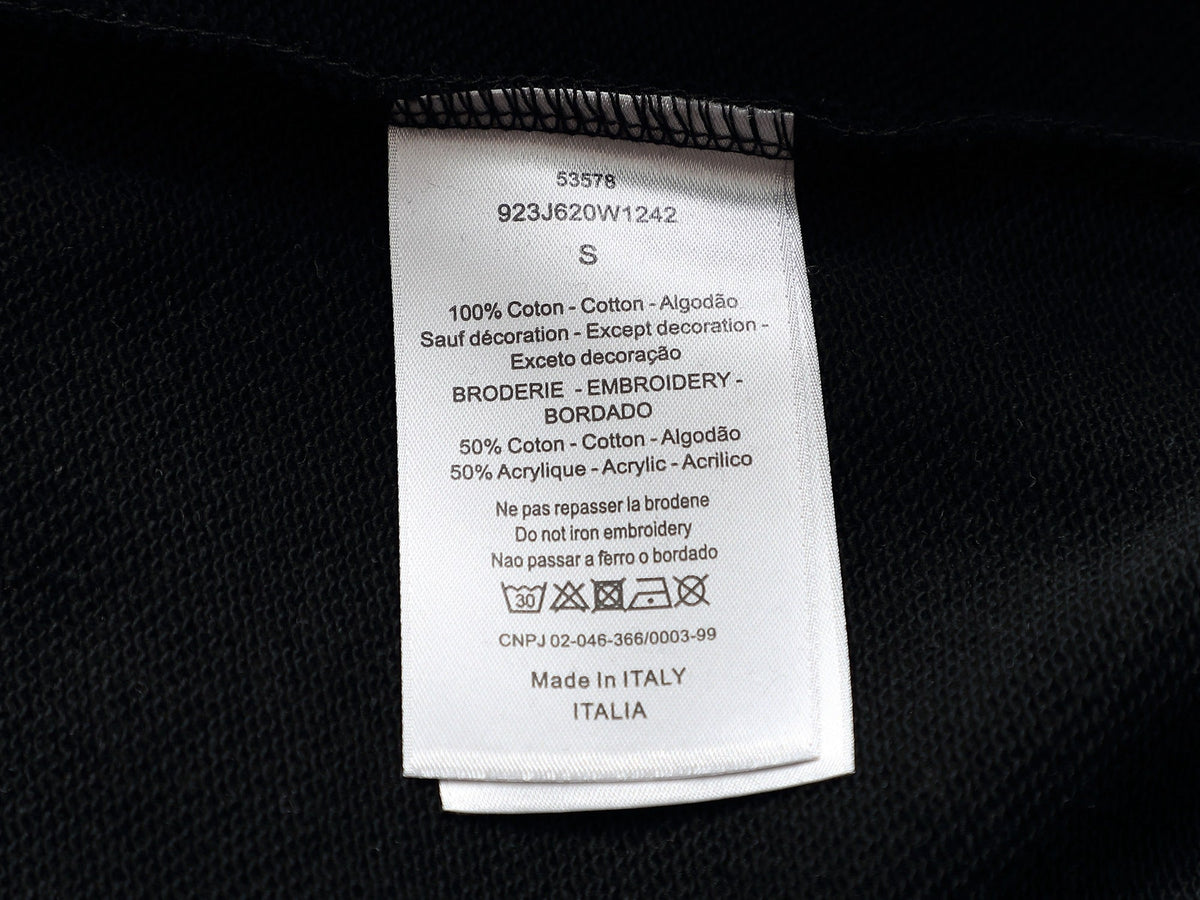 53578
923J620W1242
S
100% Coton - Cotton - Algodão
Sauf décoration - Except decoration -
Exceto decoração
BRODERIE - EMBROIDERY -
BORDADO
50% Coton - Cotton - Algodão
50% Acrylique - Acrylic - Acrilico
Ne pas repasser la brodene
Do not iron embroidery
Nao passar a ferro o bordado
30
CNPJ 02-046-366/0003-99
Made In ITALY
ITALIA